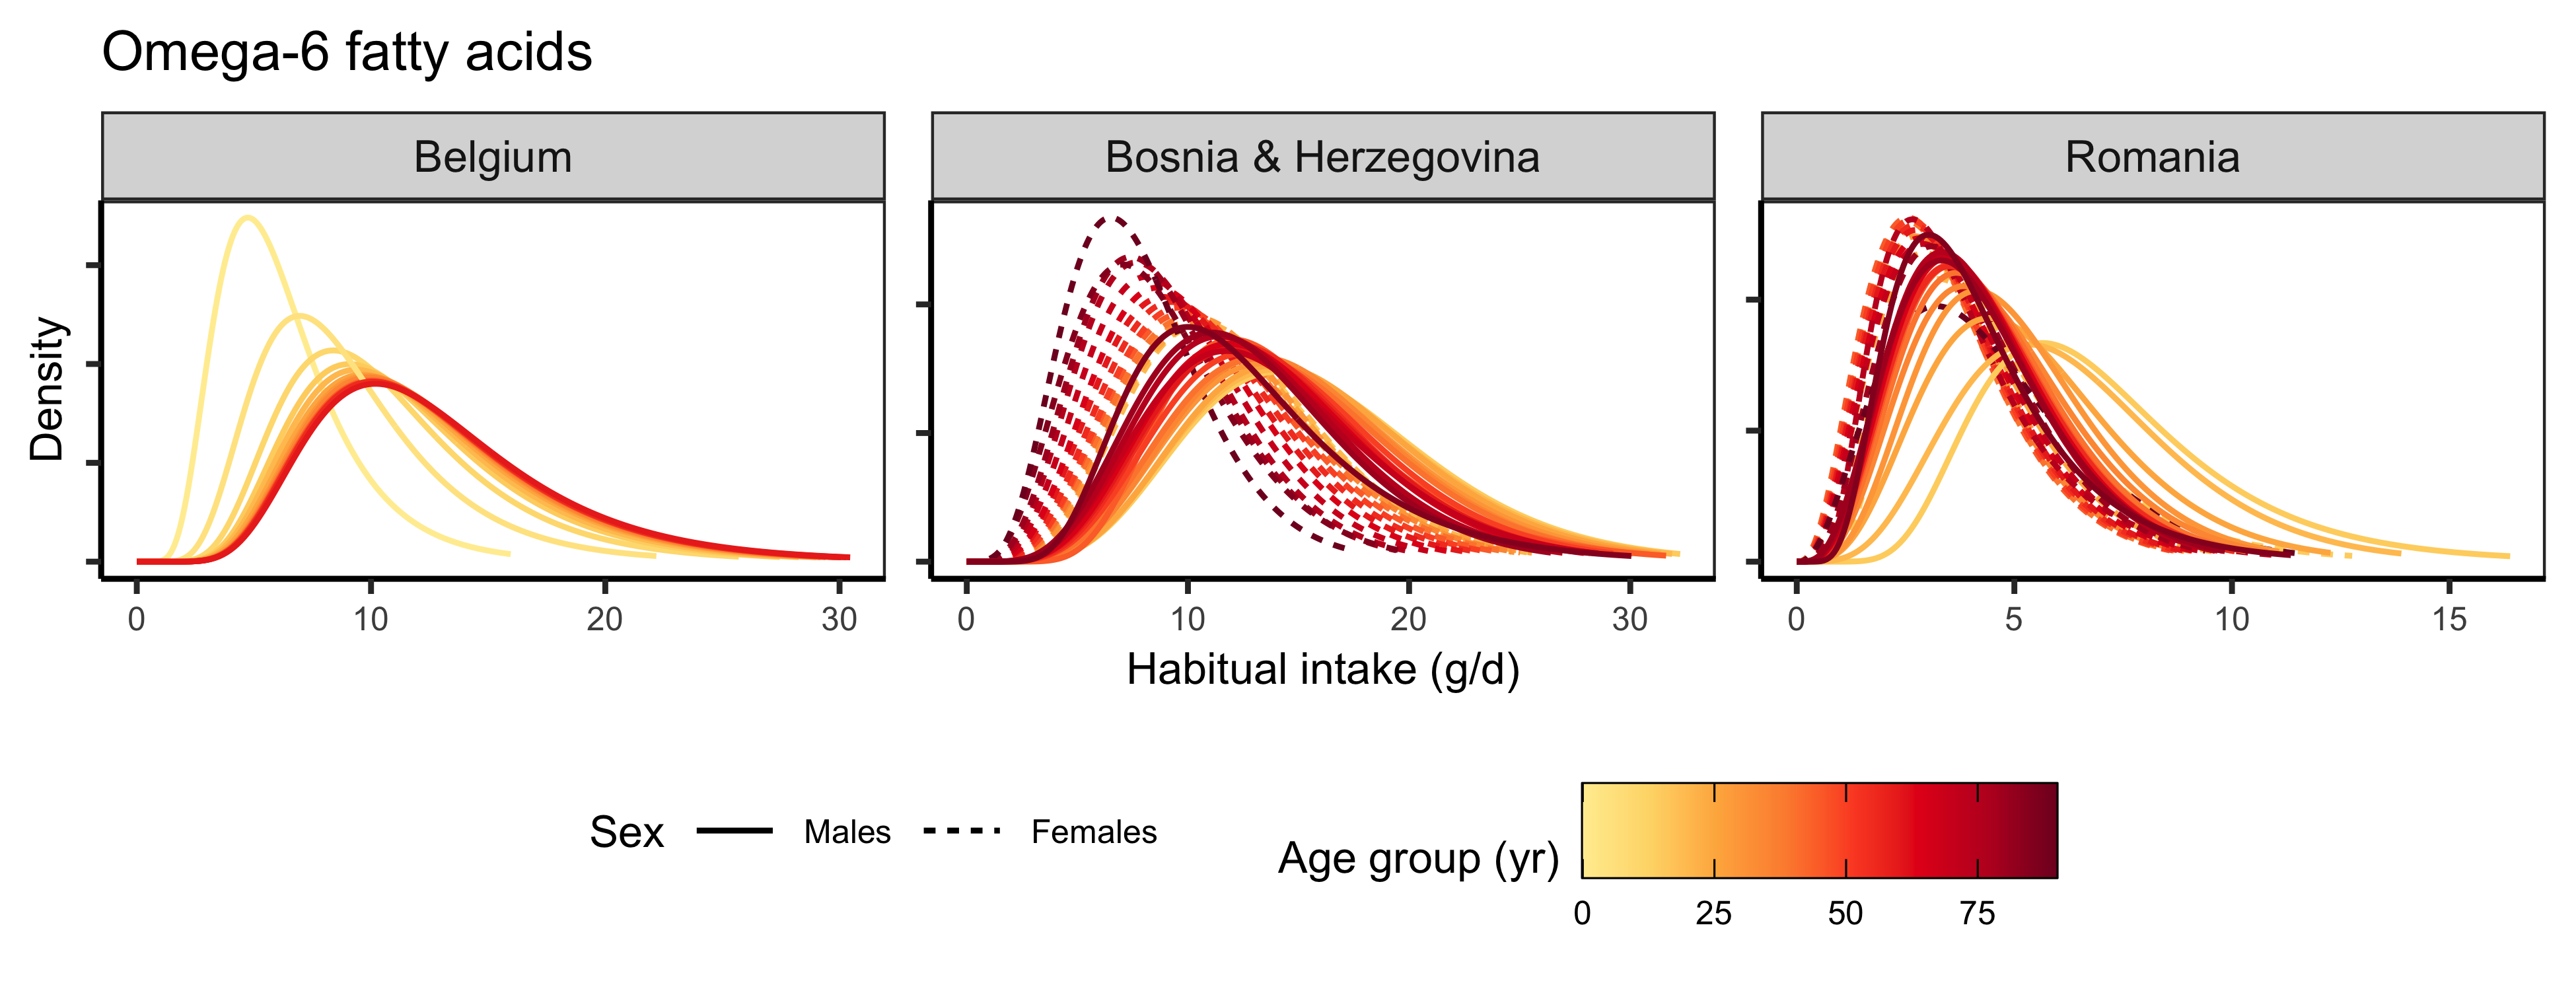 Omega-6 fatty acids
Belgium
Bosnia & Herzegovina
Romania
Density
0 10 20 30
0 10 20 30
0 5 10 15
Habitual intake (g/d)
Sex Males Females
Age group (yr)
0 25 50 75